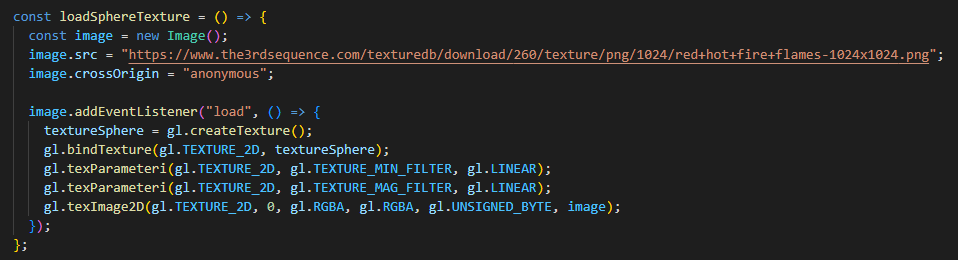 const loadSphereTexture = () => {
  const image = new Image();
  image.src = "https://www.the3rdsequence.com/texturedb/download/260/texture/png/1024/red+hot+fire+flames-1024x1024.png";
  image.crossOrigin = "anonymous";

  image.addEventListener("load", () => {
    textureSphere = gl.createTexture();
    gl.bindTexture(gl.TEXTURE_2D, textureSphere);
    gl.texParameteri(gl.TEXTURE_2D, gl.TEXTURE_MIN_FILTER, gl.LINEAR);
    gl.texParameteri(gl.TEXTURE_2D, gl.TEXTURE_MAG_FILTER, gl.LINEAR);
    gl.texImage2D(gl.TEXTURE_2D, 0, gl.RGBA, gl.RGBA, gl.UNSIGNED_BYTE, image);
  });
};